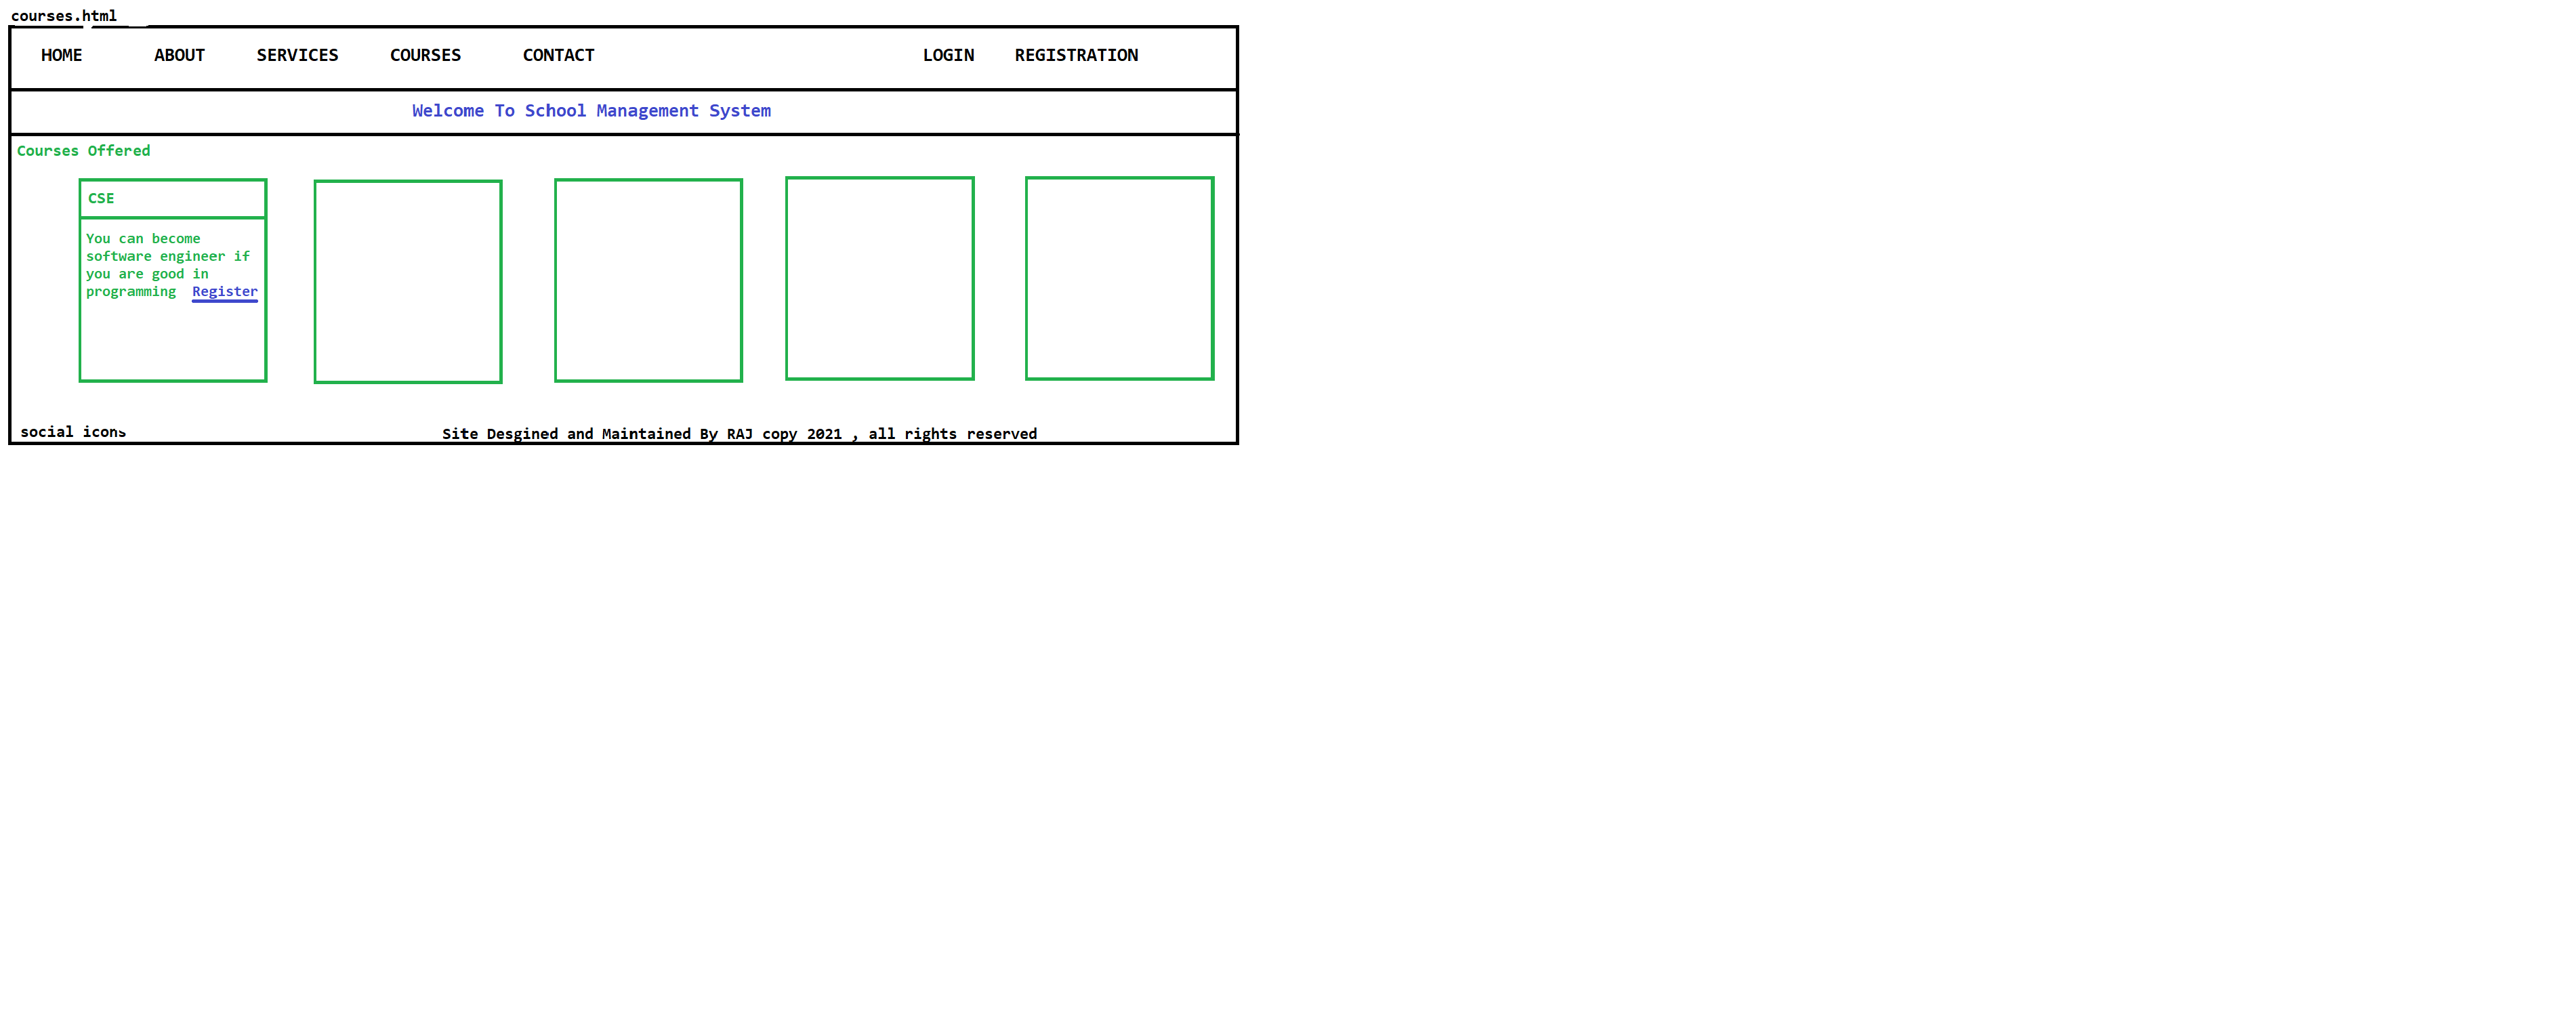 courses.html
HOME ABOUT SERVICES COURSES CONTACT LOGIN REGISTRATION
Welcome To School Management System
Courses Offered
CSE
You can become
software engineer if
you are good in
programming Register
social icons
Site Desgined and Maintained By RAJ copy 2021 , all rights reserved